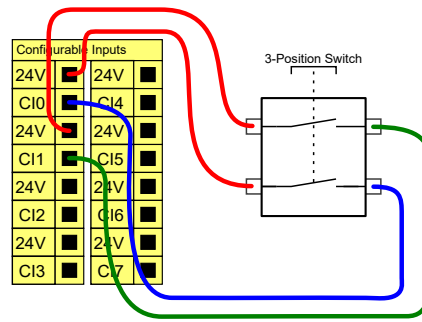 Configurable Inputs
3-Position Switch
24V 24V
CI0 CI4
24V 24V
CI1 CI5
24V 24V
CI2 CI6
24V 24V
CI3 CI7